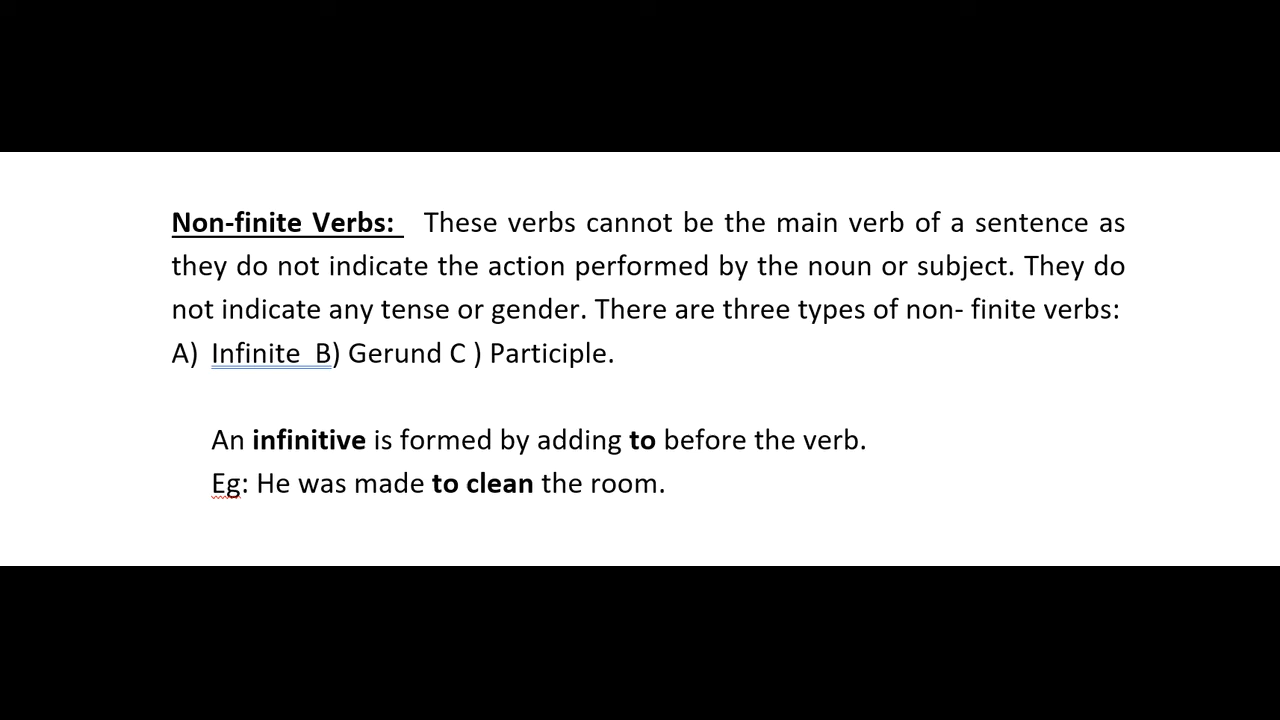 Non-finite Verbs: These verbs cannot be the main verb of a sentence as
they do not indicate the action performed by the noun or subject. They do
not indicate any tense or gender. There are three types of non- finite verbs:
A) Infinite B) Gerund C ) Participle.
An infinitive is formed by adding to before the verb.
Eg: He was made to clean the room.